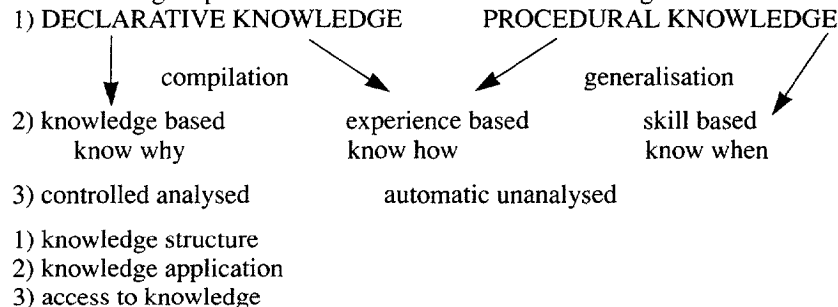 1) DECLARATIVE KNOWLEDGE PROCEDURAL KNOWLEDGE
compilation generalisation
2) knowledge based experience based skill based
know why know how know when
3) controlled analysed automatic unanalysed
1) knowledge structure
2) knowledge application
3) access to knowledge